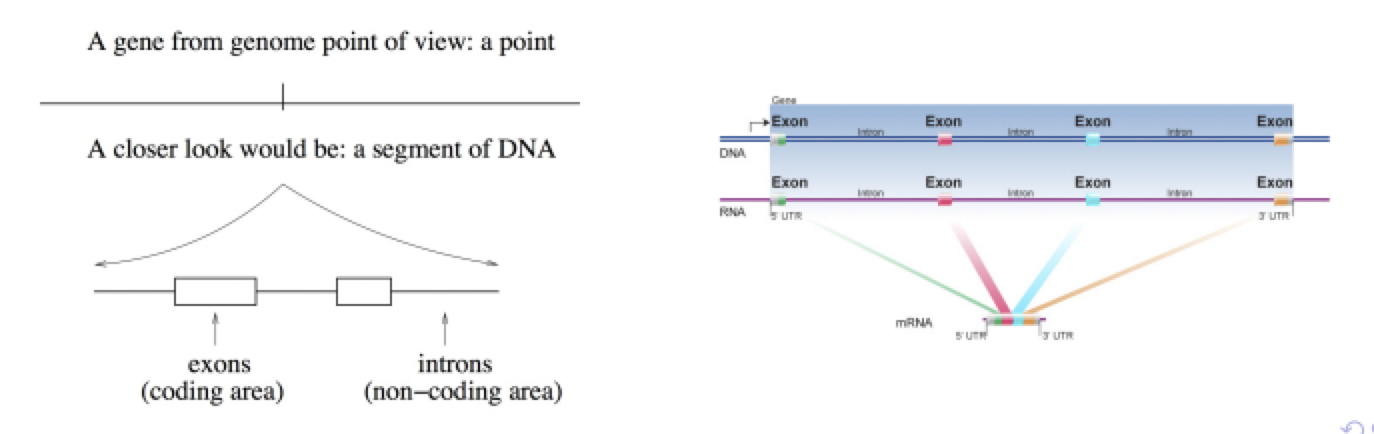 A gene from genome point of view: a point
A closer look would be: a segment of DNA
exons
(coding area)
introns
(non–coding area)
Gene
Exon Exon Exon Exon
Intron Intron Intron
DNA
Exon Exon Exon Exon
Intron Intron Intron
RNA
5' UTR 3' UTR
mRNA
5' UTR 3' UTR